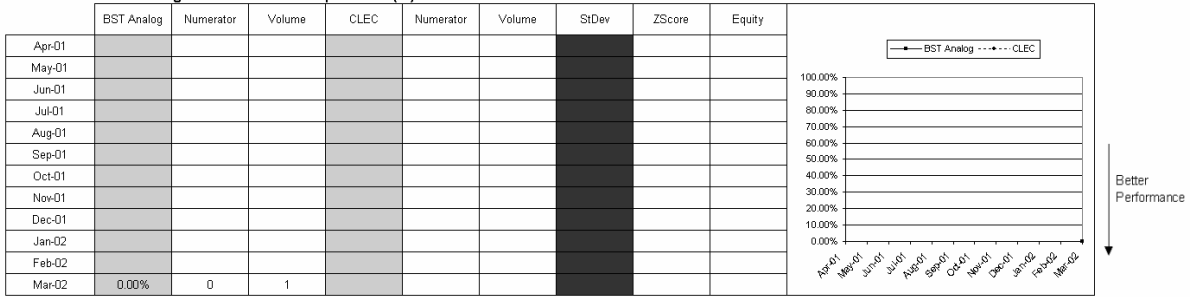 BST Analog Numerator Volume CLEC Numerator Volume StDev ZScore Equity
Apr-01
May-01
Jun-01
Jul-01
Aug-01
Sep-01
Oct-01
Nov-01
Dec-01
Jan-02
Feb-02
Mar-02 0.00% 0 1
BST Analog CLEC
100.00%
90.00%
80.00%
70.00%
60.00%
50.00%
40.00%
30.00%
20.00%
10.00%
0.00%
Apr-01 May-01 Jun-01 Jul-01 Aug-01 Sep-01 Oct-01 Nov-01 Dec-01 Jan-02 Feb-02 Mar-02
Better
Performance